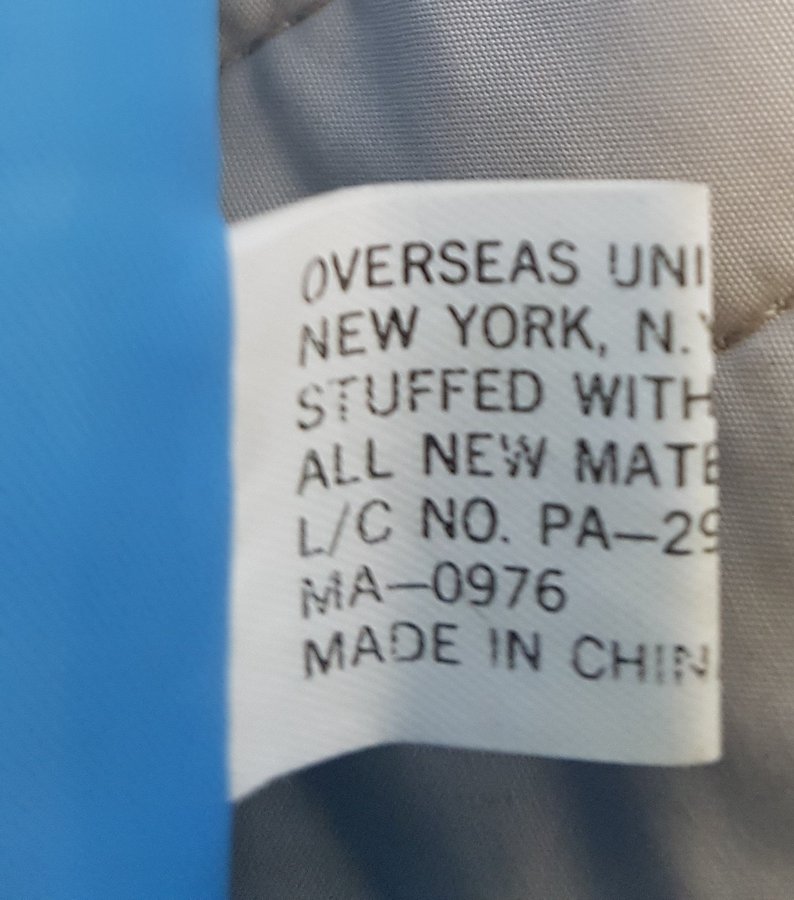 OVERSEAS UNI
NEW YORK, N.Y
STUFFED WITH
ALL NEW MATE
L/C NO. PA—29
MA—0976
MADE IN CHIN